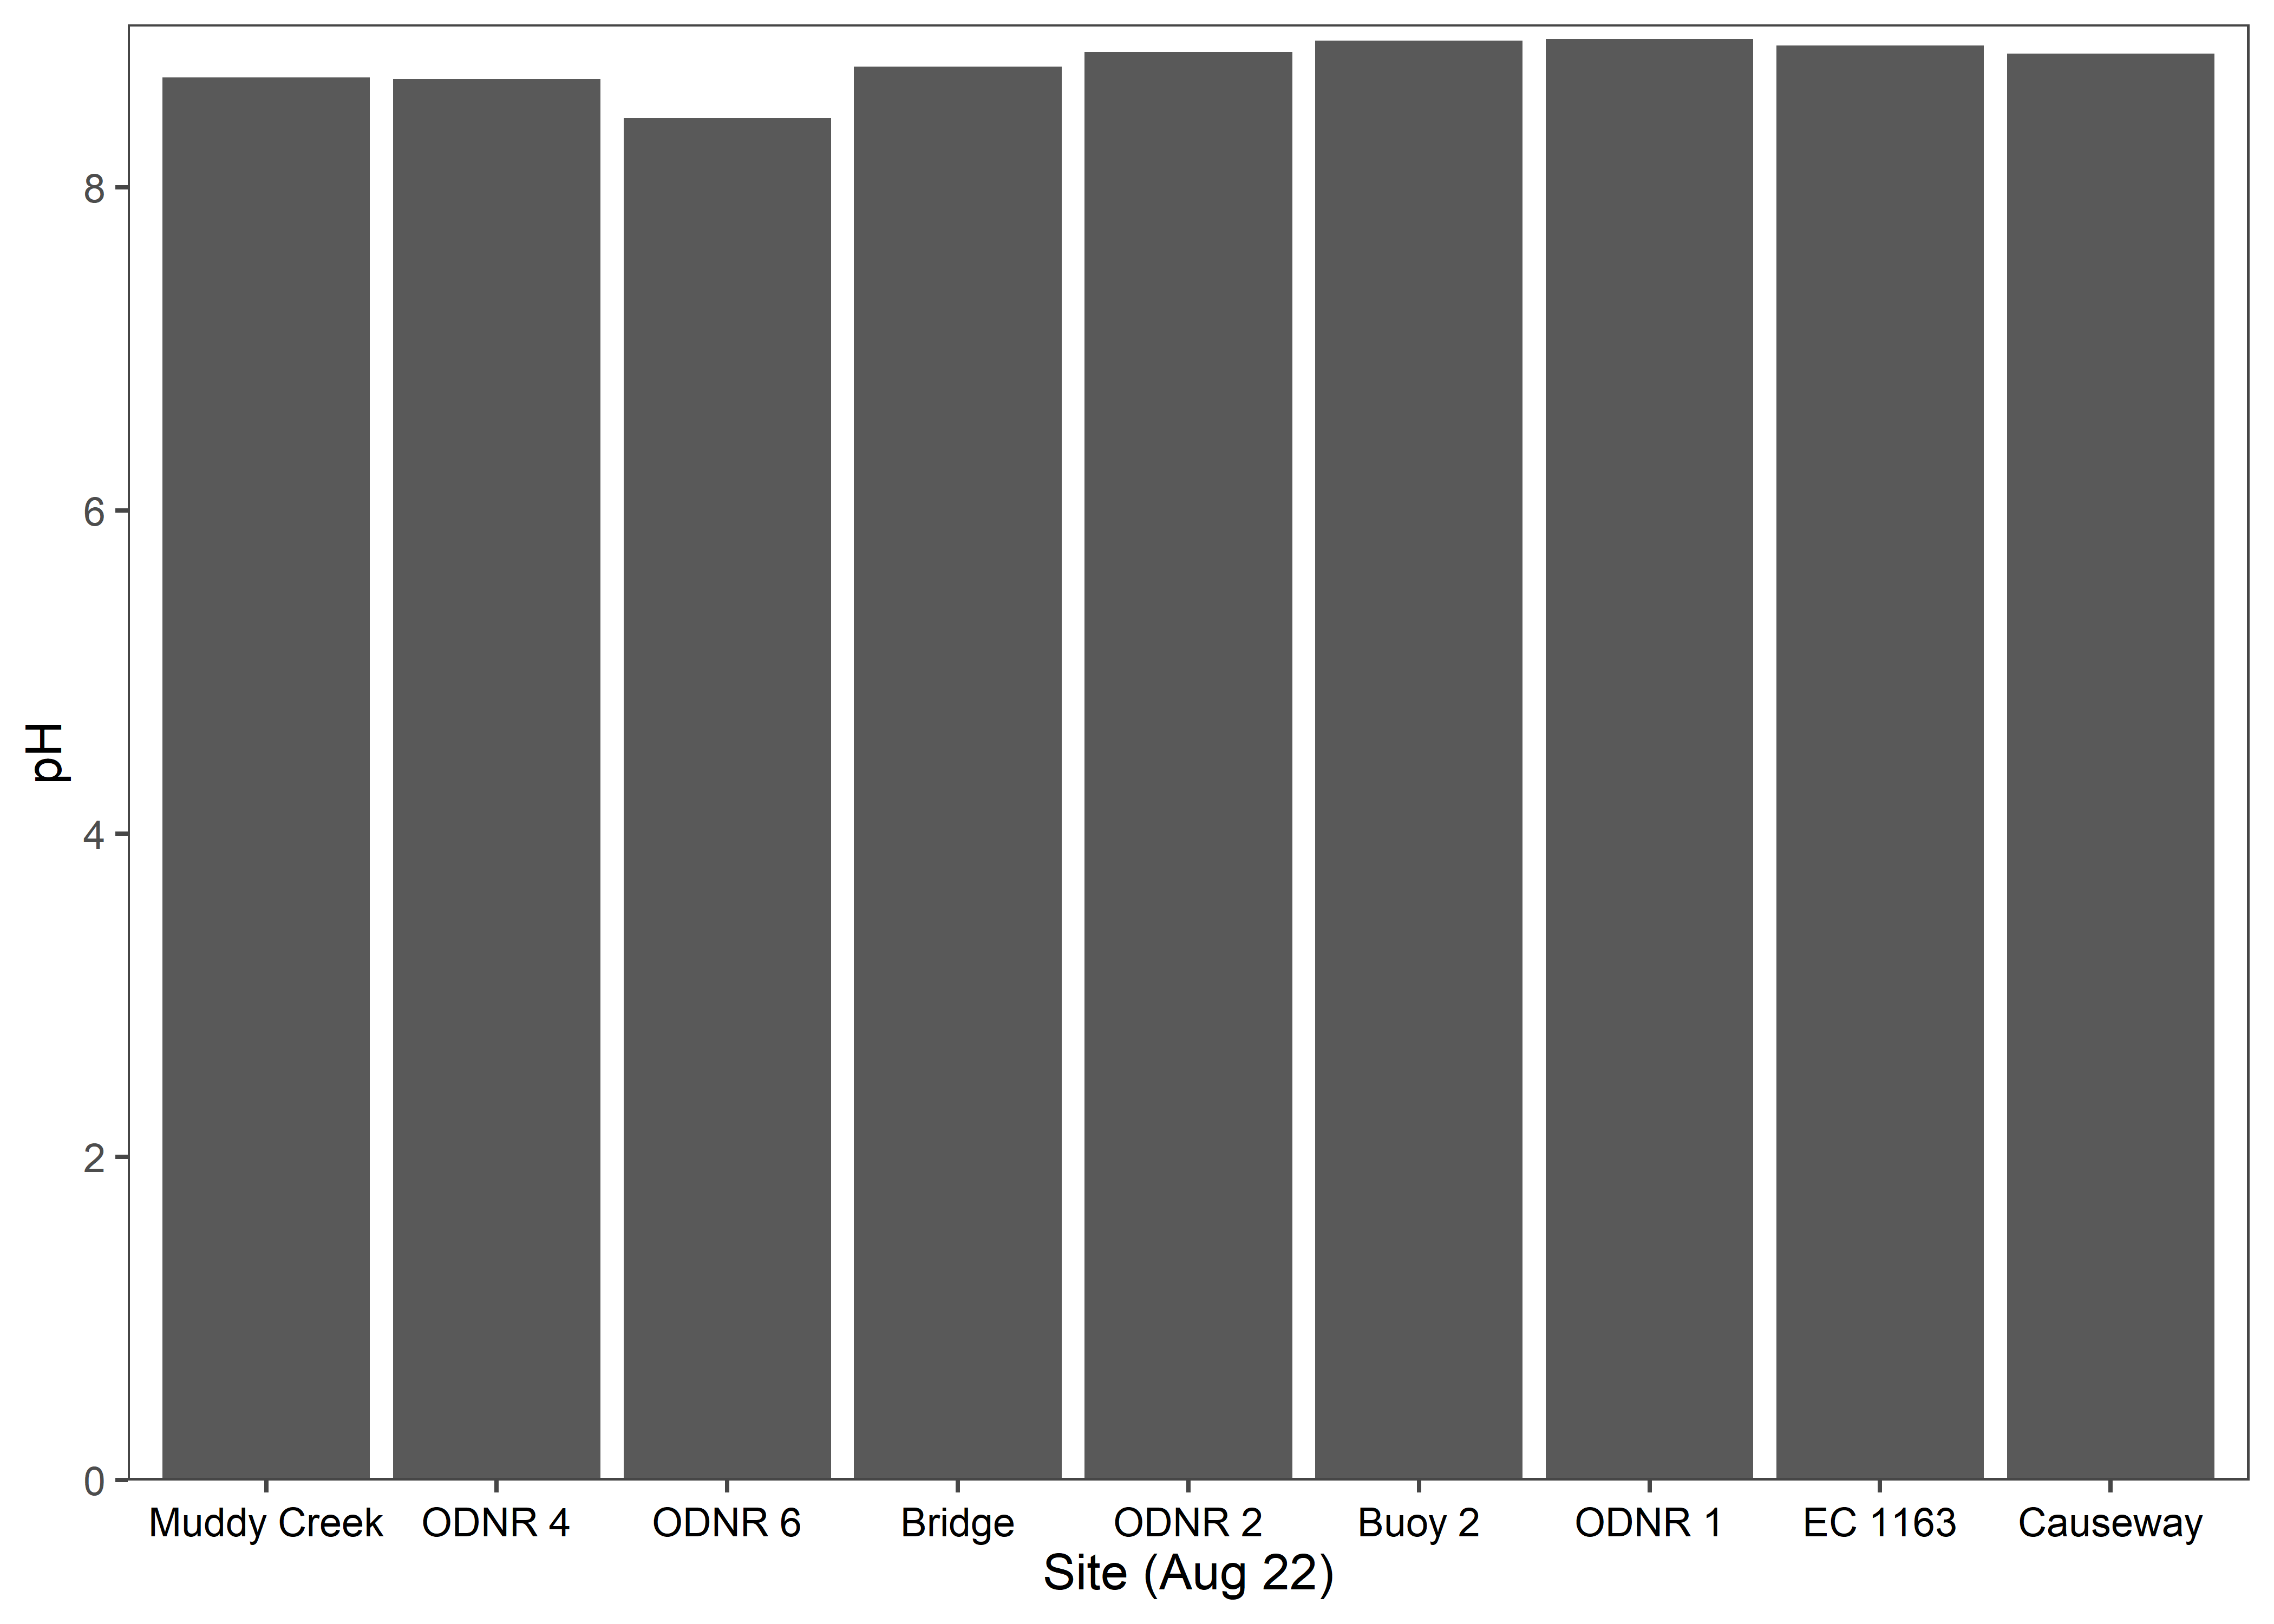 pH
8
6
4
2
0
Muddy Creek ODNR 4 ODNR 6 Bridge ODNR 2 Buoy 2 ODNR 1 EC 1163 Causeway
Site (Aug 22)